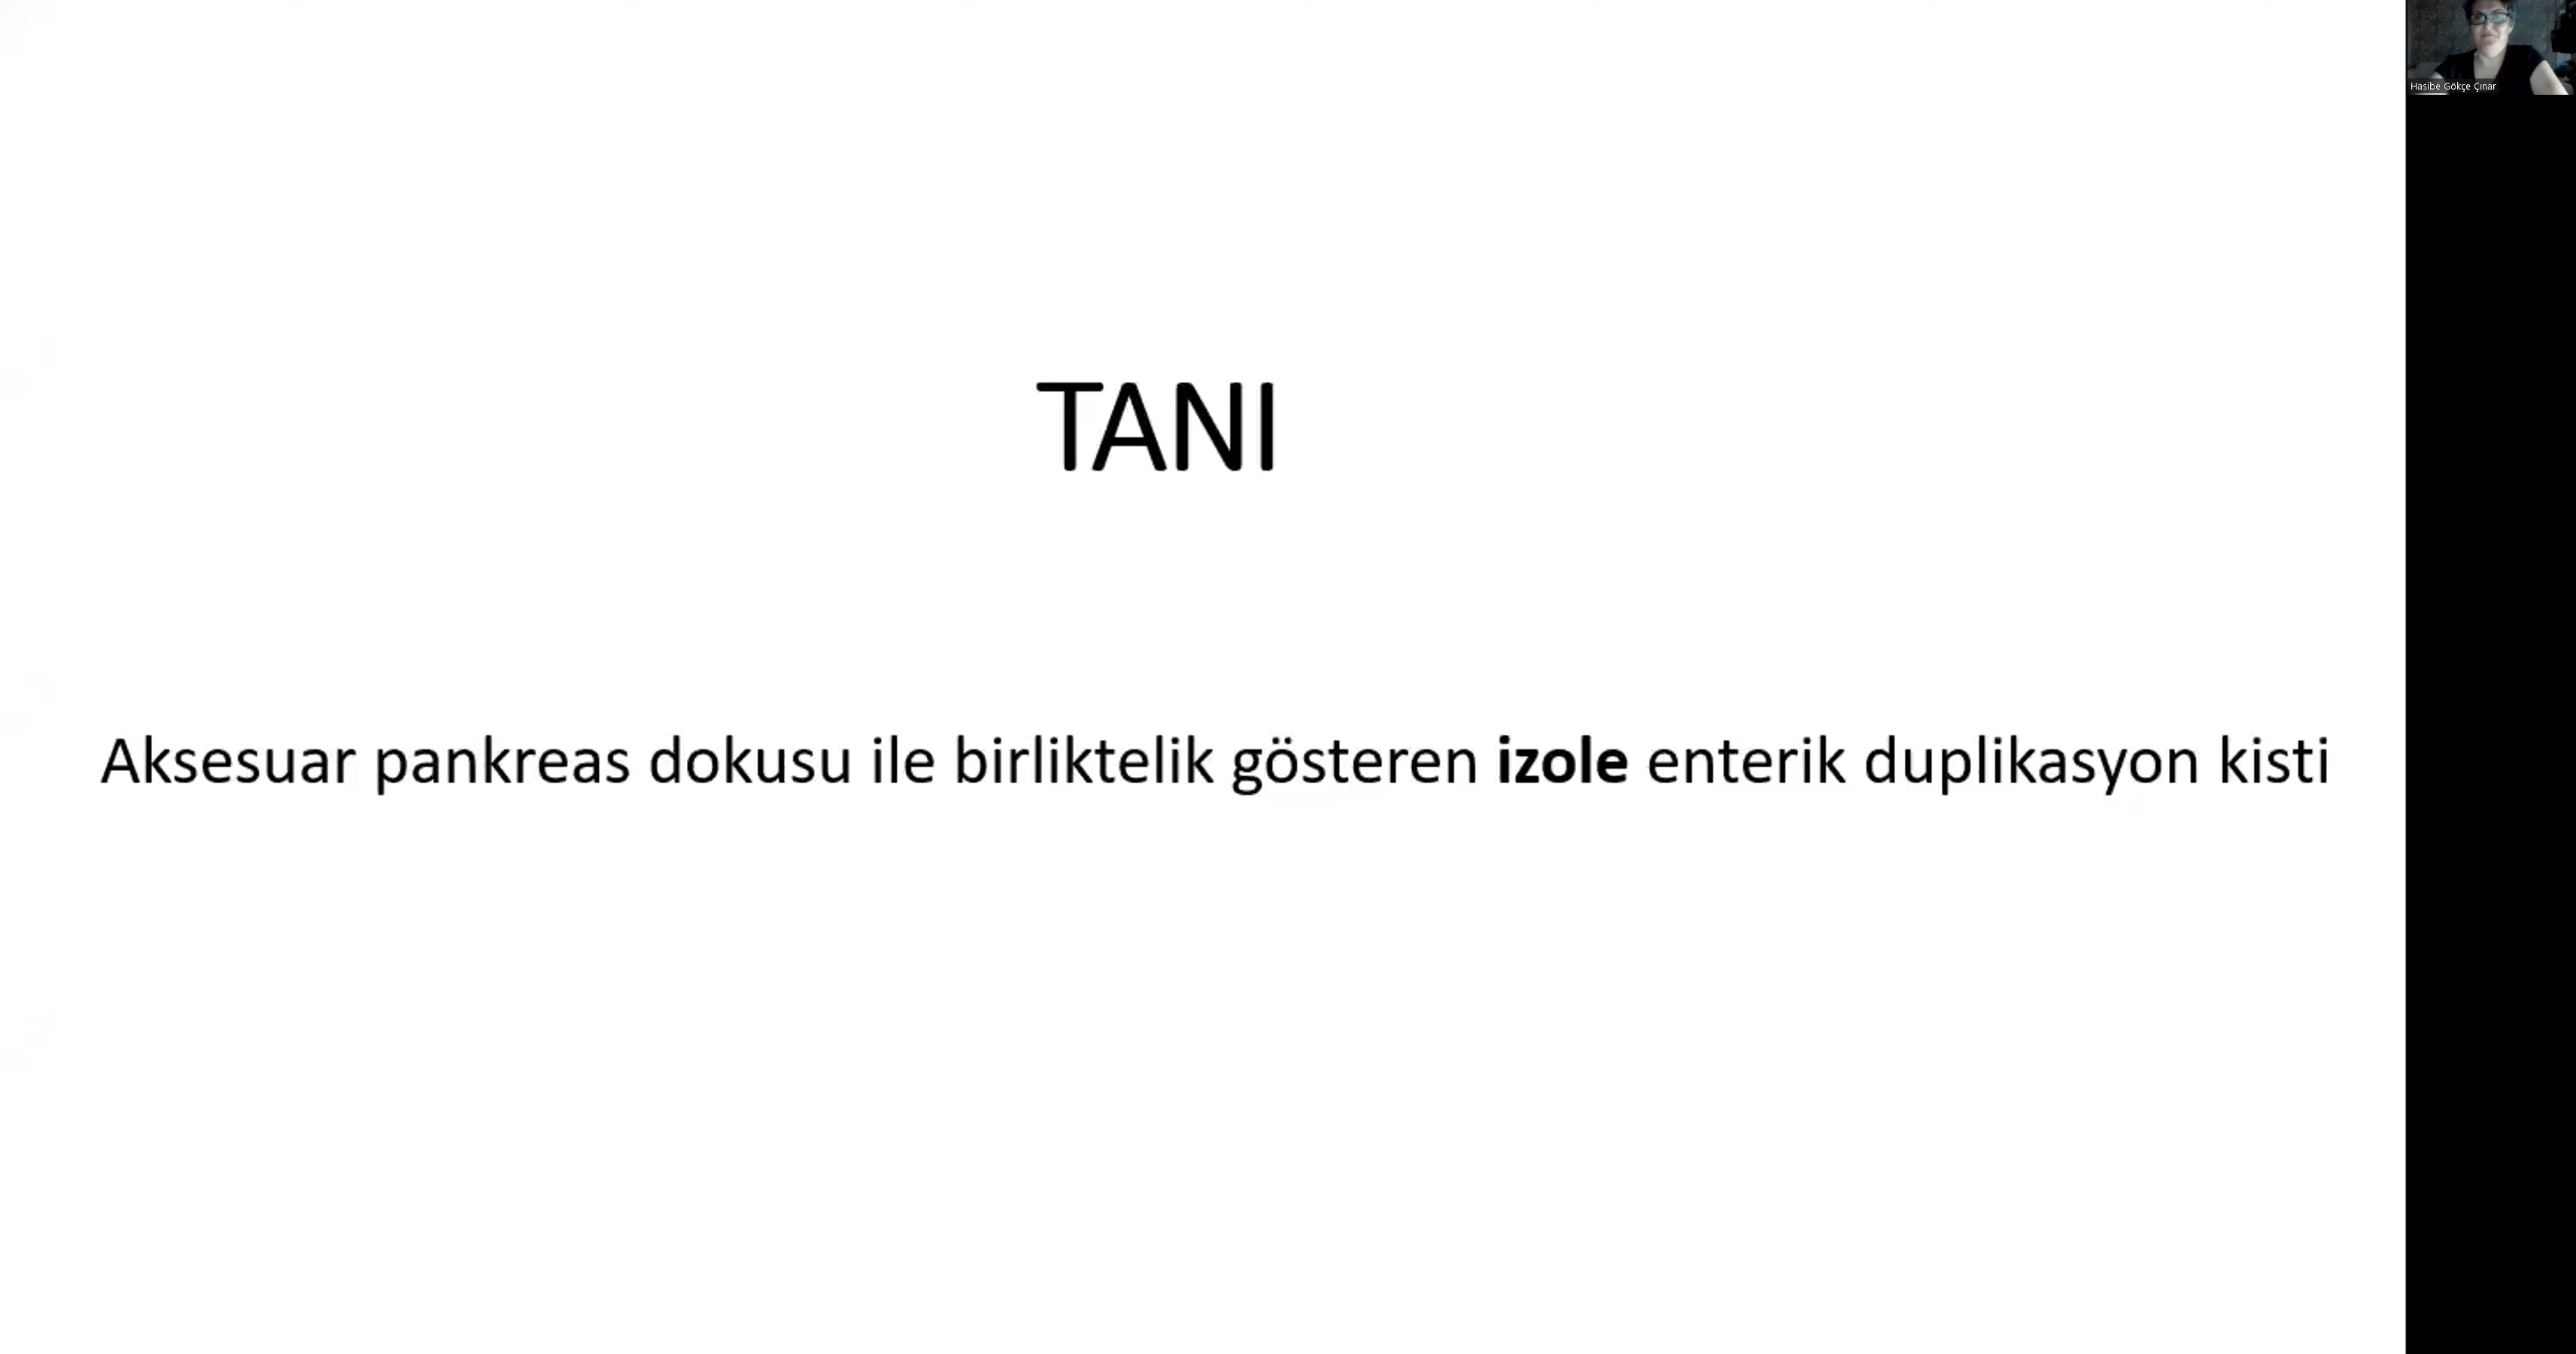 TANI
Aksesuar pankreas dokusu ile birliktelik gösteren izole enterik duplikasyon kisti
Hasibe Gökçe Çınar